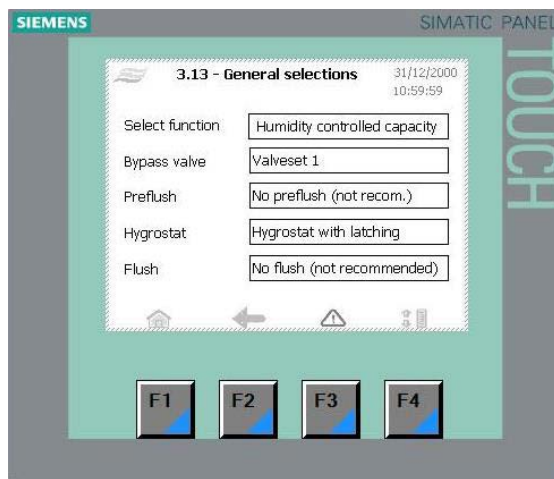 SIEMENS
SIMATIC PANEL
TOUCH
3.13 - General selections
31/12/2000
10:59:59
Select function
Humidity controlled capacity
Bypass valve
Valveset 1
Preflush
No preflush (not recom.)
Hygrostat
Hygrostat with latching
Flush
No flush (not recommended)
F1
F2
F3
F4